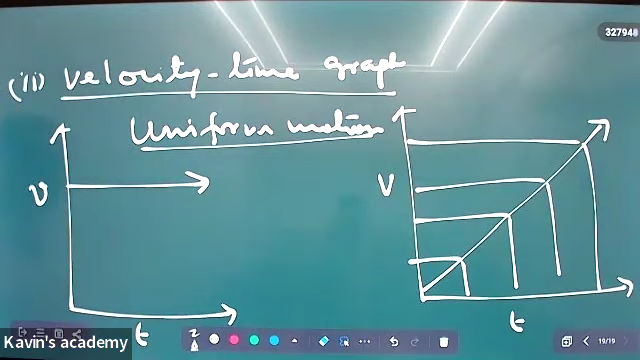 327948
(ii) velocity-time graph
Uniform motion
v
t
V
t
19/19
Kavin's academy